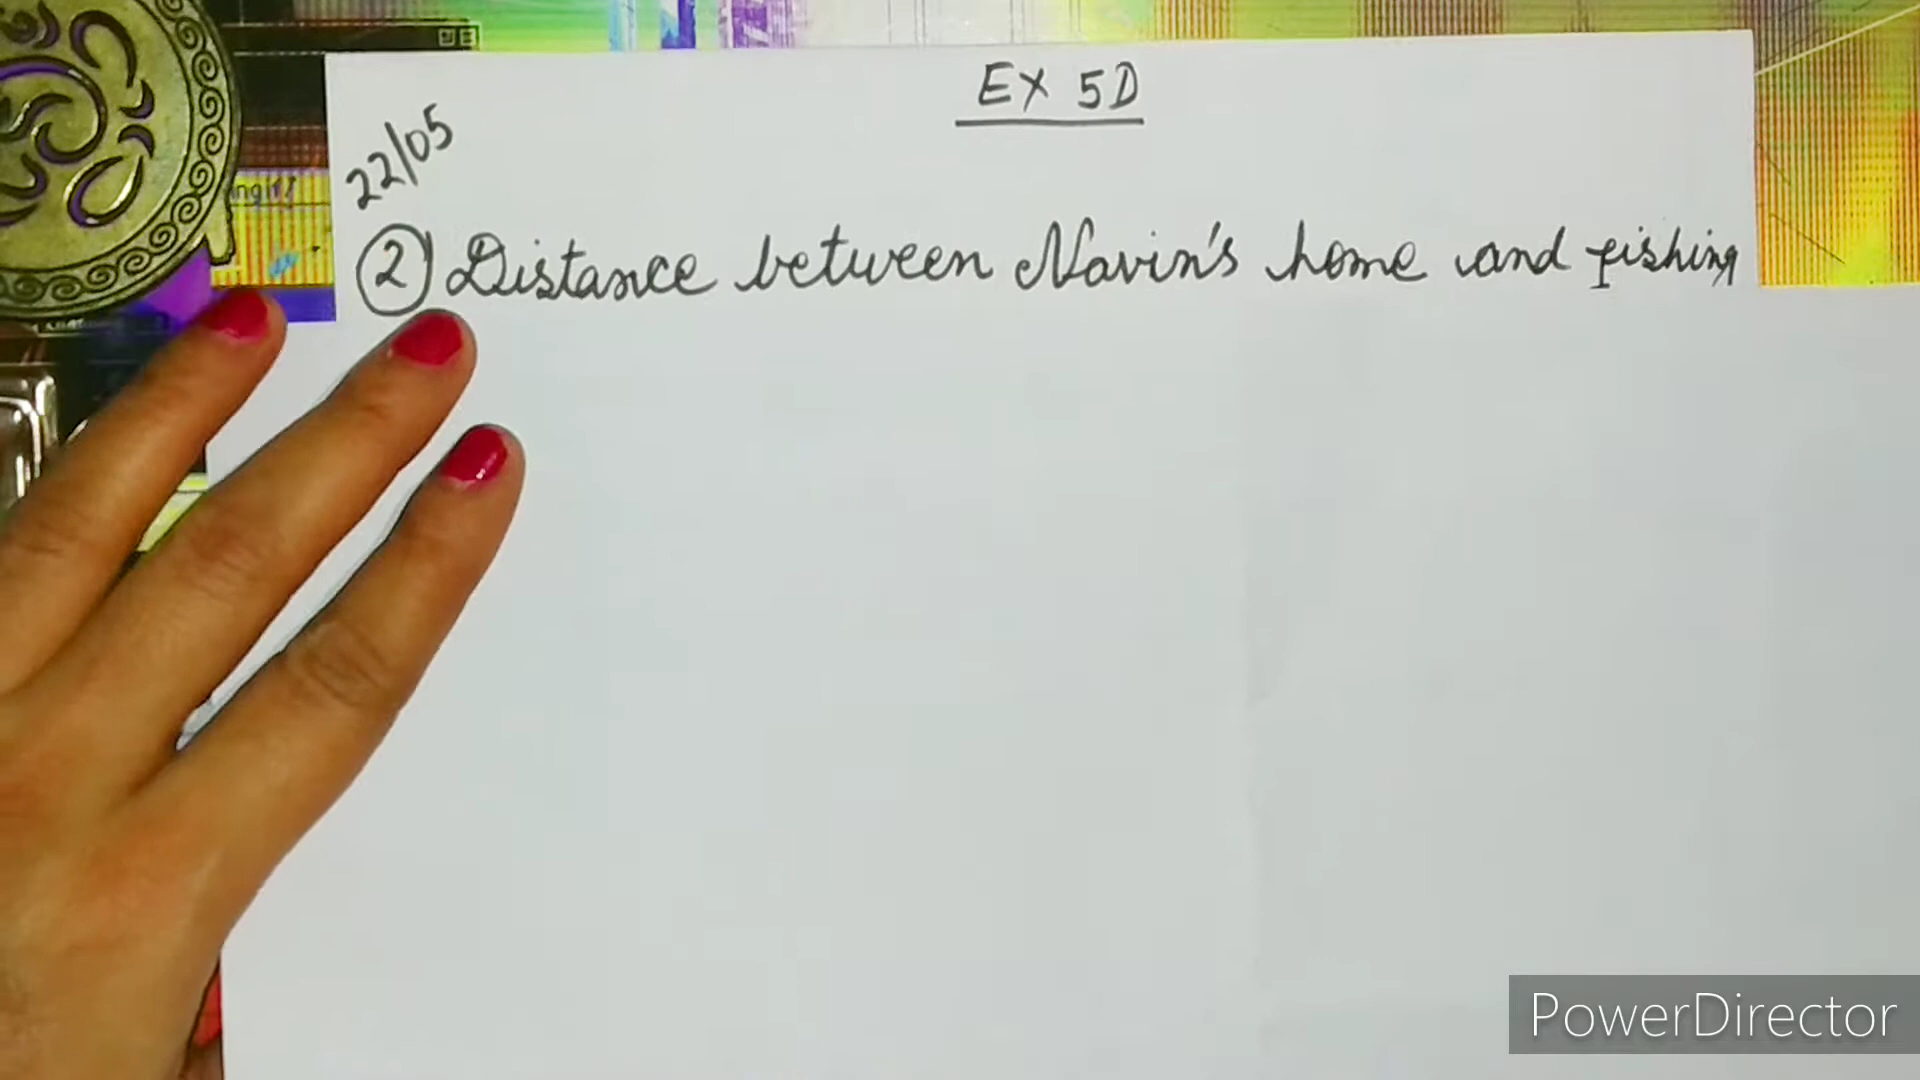 EX 5D
22/05
2) Distance between Navin's home and fishing
PowerDirector